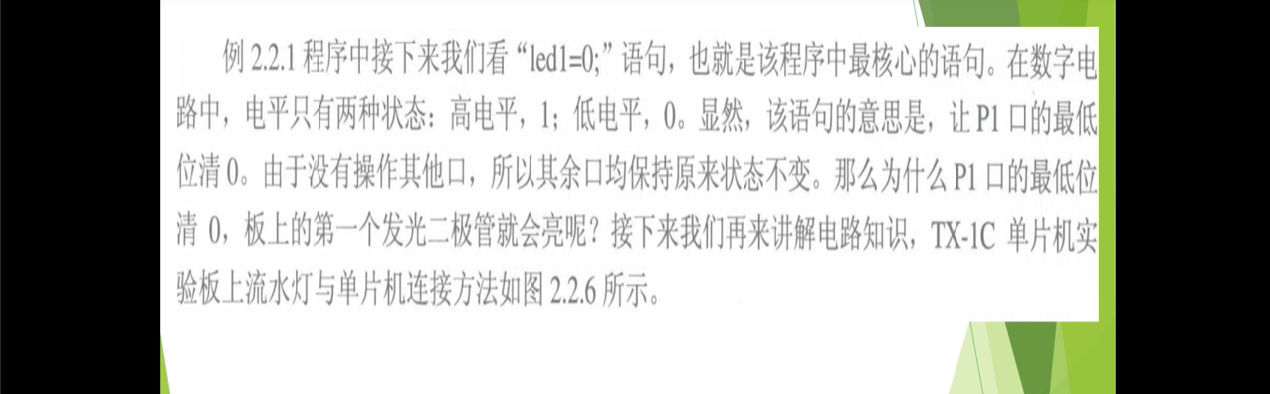 例 2.2.1 程序中接下来我们看“led1=0;”语句，也就是该程序中最核心的语句。在数字电
路中，电平只有两种状态：高电平，1；低电平，0。显然，该语句的意思是，让 P1 口的最低
位清 0。由于没有操作其他口，所以其余口均保持原来状态不变。那么为什么 P1 口的最低位
清 0，板上的第一个发光二极管就会亮呢？接下来我们再来讲解电路知识，TX-1C 单片机实
验板上流水灯与单片机连接方法如图 2.2.6 所示。